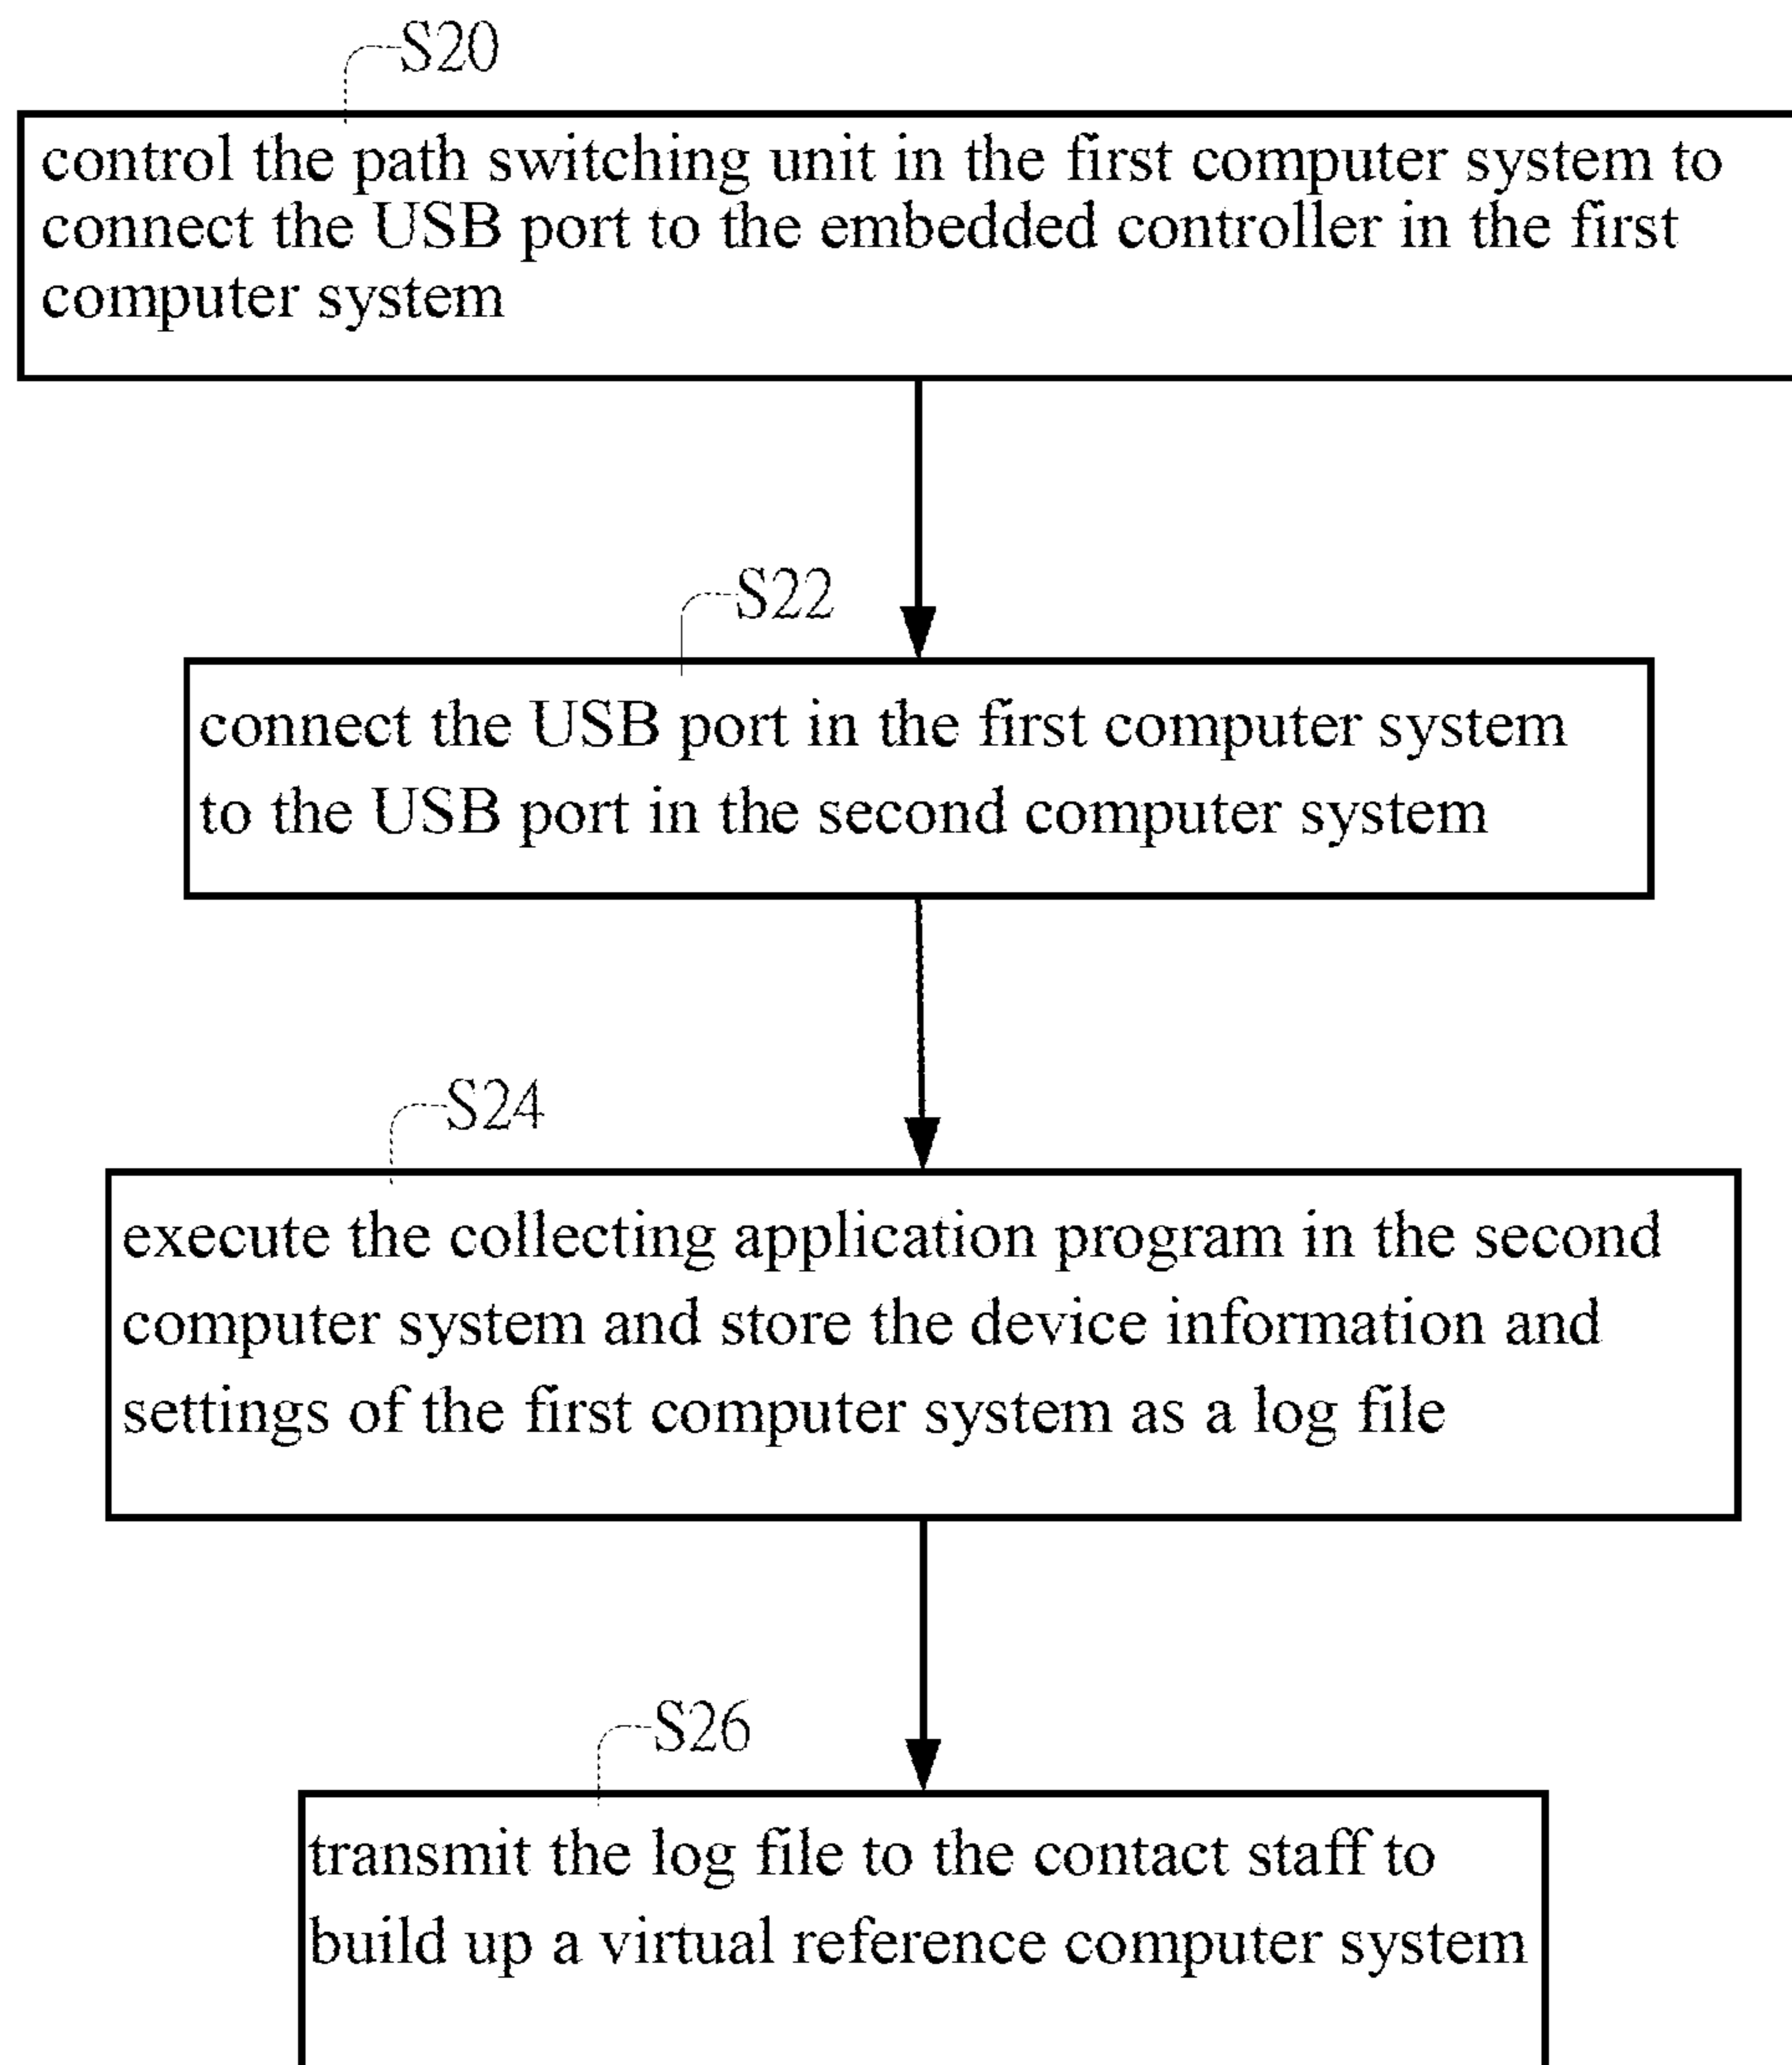 S20
control the path switching unit in the first computer system to
connect the USB port to the embedded controller in the first
computer system
S22
connect the USB port in the first computer system
to the USB port in the second computer system
S24
execute the collecting application program in the second
computer system and store the device information and
settings of the first computer system as a log file
S26
transmit the log file to the contact staff to
build up a virtual reference computer system